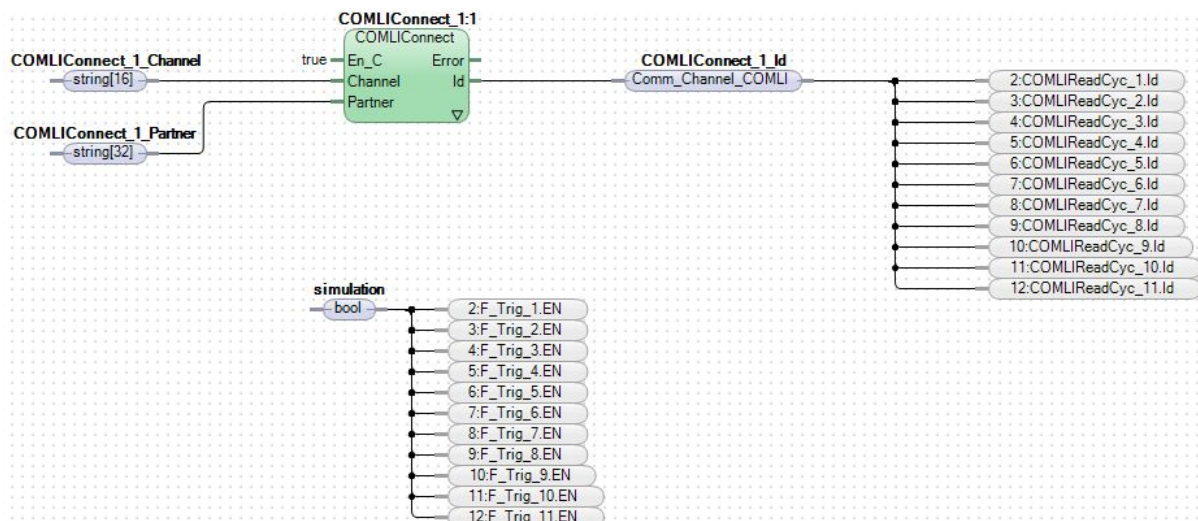 COMLIConnect_1:1
COMLIConnect
true En_C Error
Channel Id
Partner
COMLIConnect_1_Channel
string[16]
COMLIConnect_1_Partner
string[32]
COMLIConnect_1_Id
Comm_Channel_COMLI
2:COMLIReadCyc_1.Id
3:COMLIReadCyc_2.Id
4:COMLIReadCyc_3.Id
5:COMLIReadCyc_4.Id
6:COMLIReadCyc_5.Id
7:COMLIReadCyc_6.Id
8:COMLIReadCyc_7.Id
9:COMLIReadCyc_8.Id
10:COMLIReadCyc_9.Id
11:COMLIReadCyc_10.Id
12:COMLIReadCyc_11.Id
simulation
bool
2:F_Trig_1.EN
3:F_Trig_2.EN
4:F_Trig_3.EN
5:F_Trig_4.EN
6:F_Trig_5.EN
7:F_Trig_6.EN
8:F_Trig_7.EN
9:F_Trig_8.EN
10:F_Trig_9.EN
11:F_Trig_10.EN
12:F_Trig_11.EN